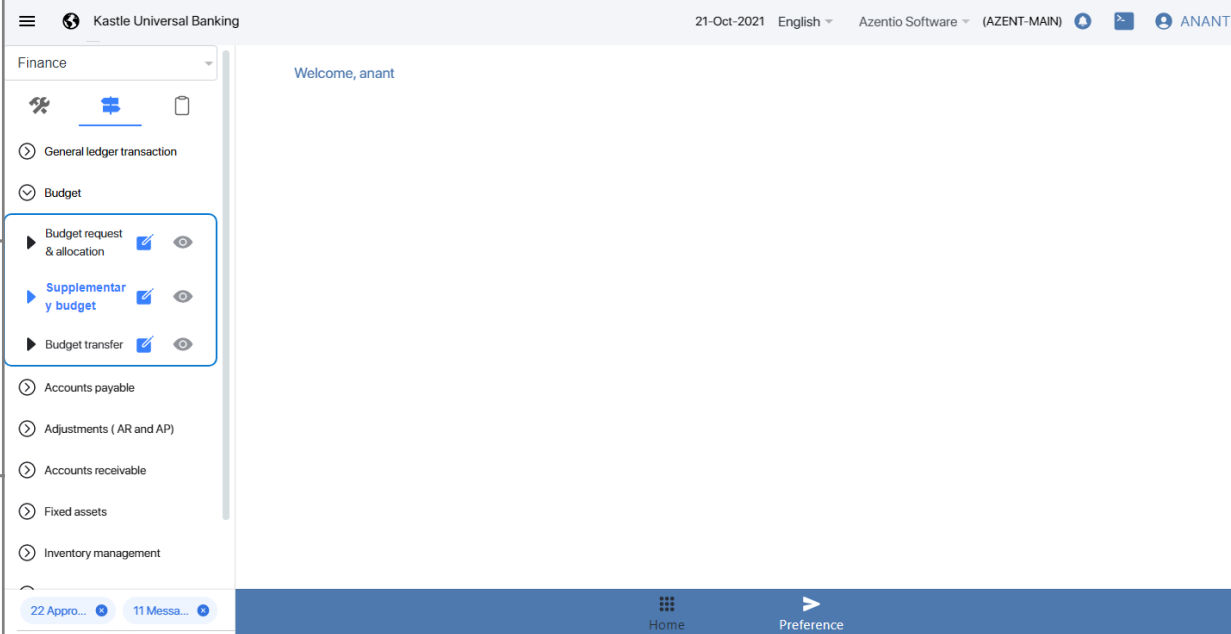 Kastle Universal Banking
21-Oct-2021 English Azentio Software (AZENT-MAIN) ANANT
Finance
Welcome, anant
General ledger transaction
Budget
Budget request
& allocation
Supplementar
y budget
Budget transfer
Accounts payable
Adjustments ( AR and AP)
Accounts receivable
Fixed assets
Inventory management
22 Appro...
11 Messa...
Home
Preference